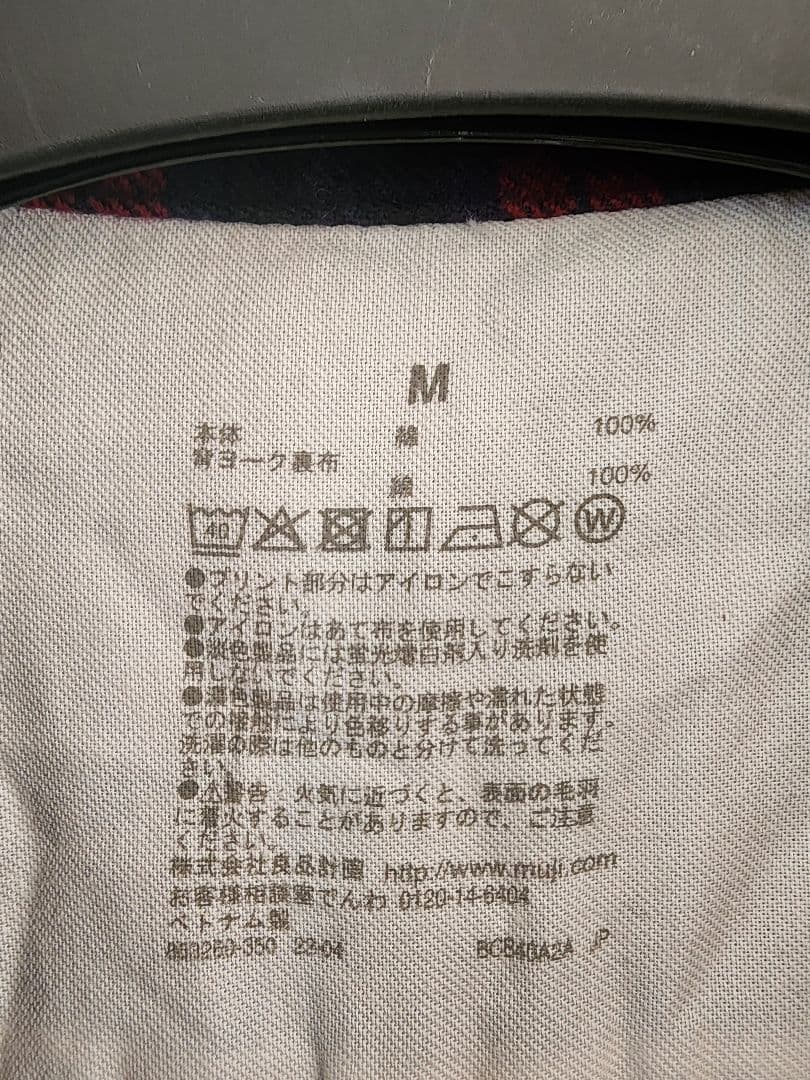 M
本体 綿 100%
背ヨーク裏布
綿 100%
40
W
●プリント部分はアイロンでこすらない
でください。
●アイロンはあて布を使用してください。
●淡色製品には蛍光増白剤入り洗剤を使
用しないでください。
●濃色製品は使用中の摩擦や濡れた状態
での接触により色移りする事があります。
洗濯の際は他のものと分けて洗ってくだ
さい。
●⚠警告：火気に近づくと、表面の毛羽
に着火することがありますので、ご注意
ください。
株式会社良品計画 http://www.muji.com
お客様相談室でんわ 0120-14-6404
ベトナム製
22-04
JP